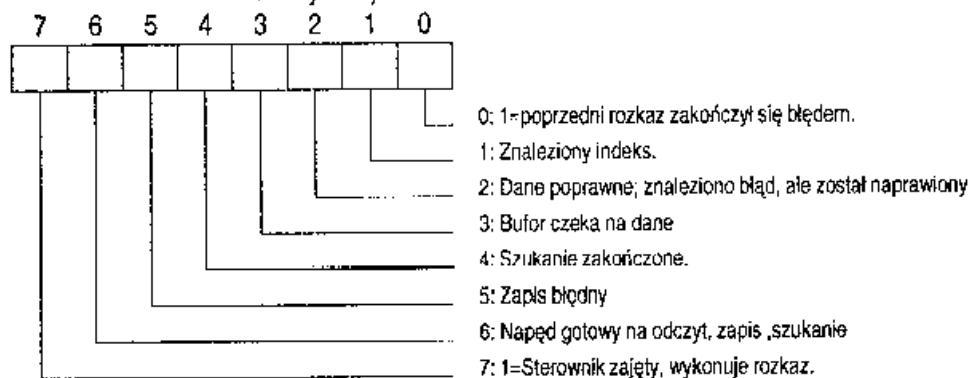 7 6 5 4 3 2 1 0
0: 1=poprzedni rozkaz zakończył się błędem.
1: Znaleziony indeks.
2: Dane poprawne; znaleziono błąd, ale został naprawiony
3: Bufor czeka na dane
4: Szukanie zakończone.
5: Zapis błędny
6: Napęd gotowy na odczyt, zapis ,szukanie
7: 1=Sterownik zajęty, wykonuje rozkaz.